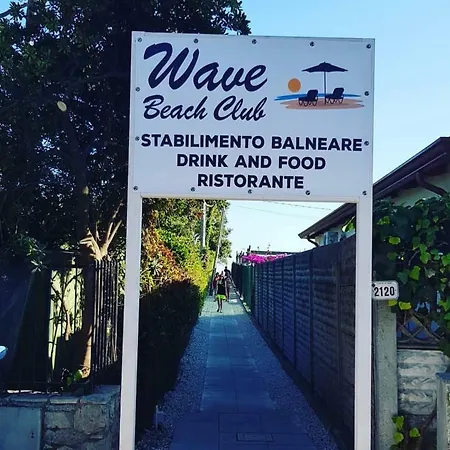 Wave
Beach Club
STABILIMENTO BALNEARE
DRINK AND FOOD
RISTORANTE
2120